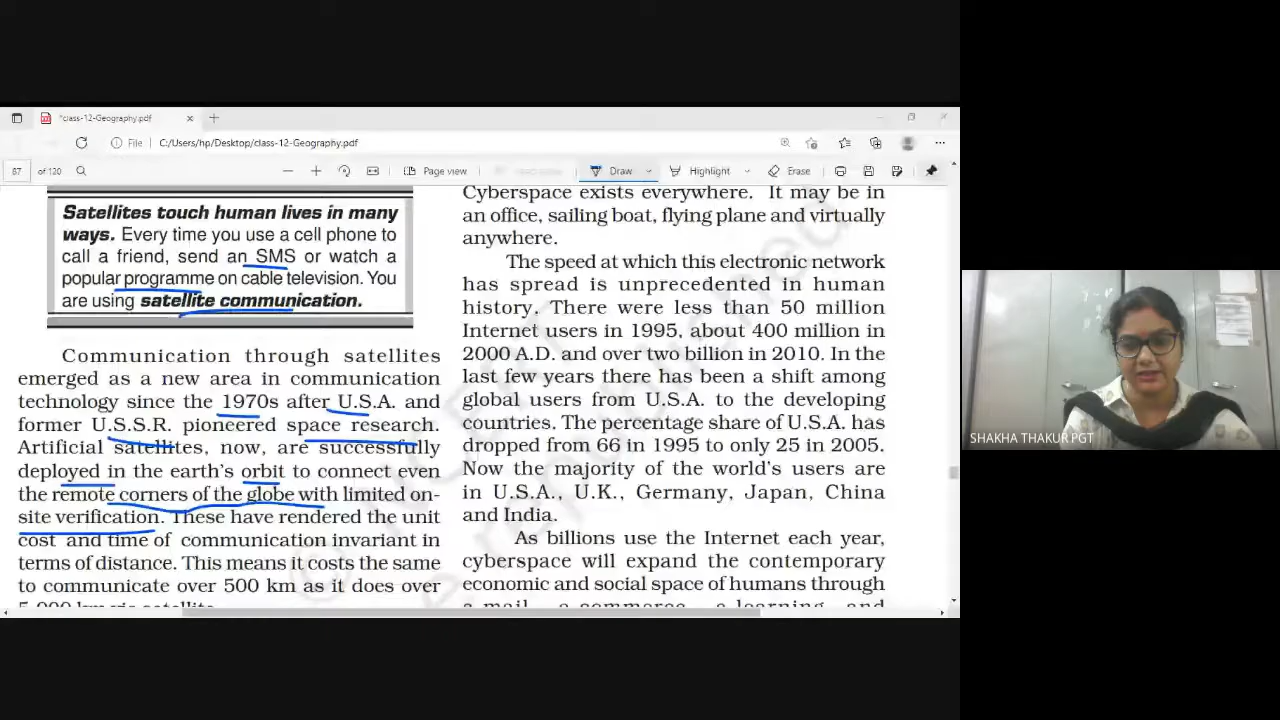 *class-12-Geography.pdf
File
C:/Users/hp/Desktop/class-12-Geography.pdf
87 of 120
Page view
Draw
Highlight
Erase
Satellites touch human lives in many
ways. Every time you use a cell phone to
call a friend, send an SMS or watch a
popular programme on cable television. You
are using satellite communication.
Communication through satellites
emerged as a new area in communication
technology since the 1970s after U.S.A. and
former U.S.S.R. pioneered space research.
Artificial satellites, now, are successfully
deployed in the earth's orbit to connect even
the remote corners of the globe with limited on-
site verification. These have rendered the unit
cost and time of communication invariant in
terms of distance. This means it costs the same
to communicate over 500 km as it does over
5,000 km via satellite.
Cyberspace exists everywhere. It may be in
an office, sailing boat, flying plane and virtually
anywhere.
The speed at which this electronic network
has spread is unprecedented in human
history. There were less than 50 million
Internet users in 1995, about 400 million in
2000 A.D. and over two billion in 2010. In the
last few years there has been a shift among
global users from U.S.A. to the developing
countries. The percentage share of U.S.A. has
dropped from 66 in 1995 to only 25 in 2005.
Now the majority of the world's users are
in U.S.A., U.K., Germany, Japan, China
and India.
As billions use the Internet each year,
cyberspace will expand the contemporary
economic and social space of humans through
e-mail, e-commerce, e-learning and
SHAKHA THAKUR PGT